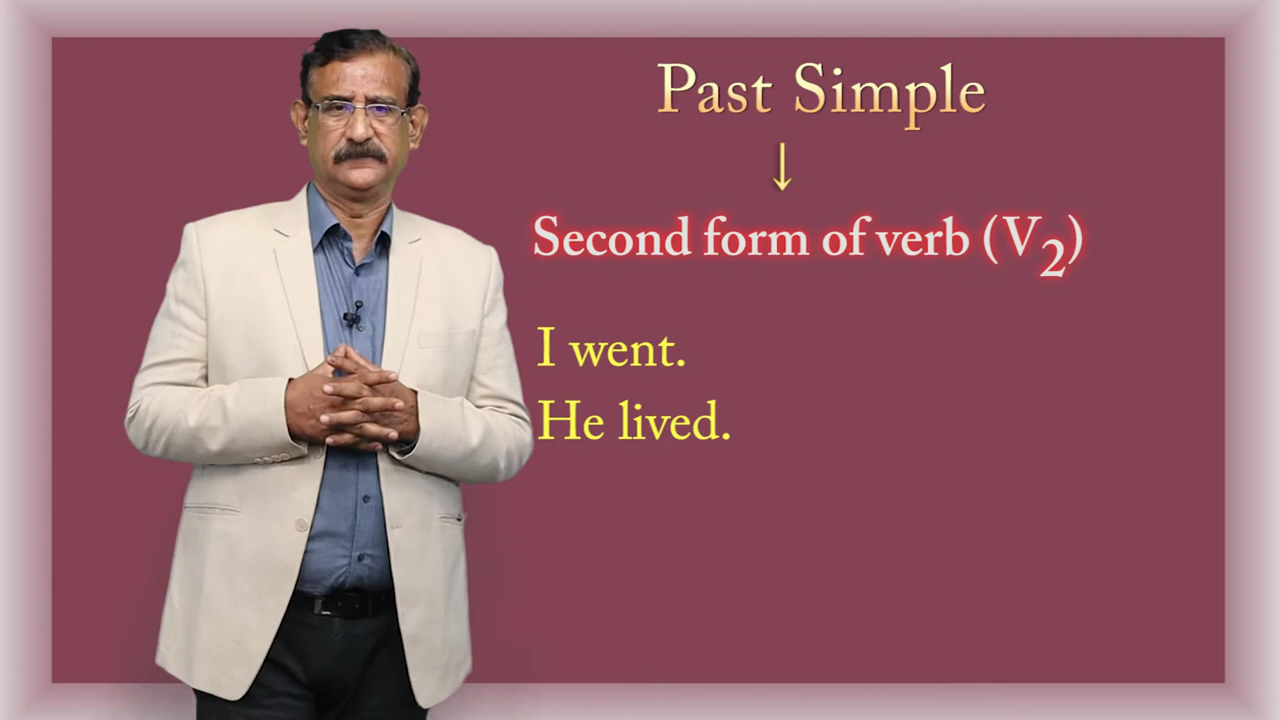 Past Simple
↓
Second form of verb (V₂)
I went.
He lived.